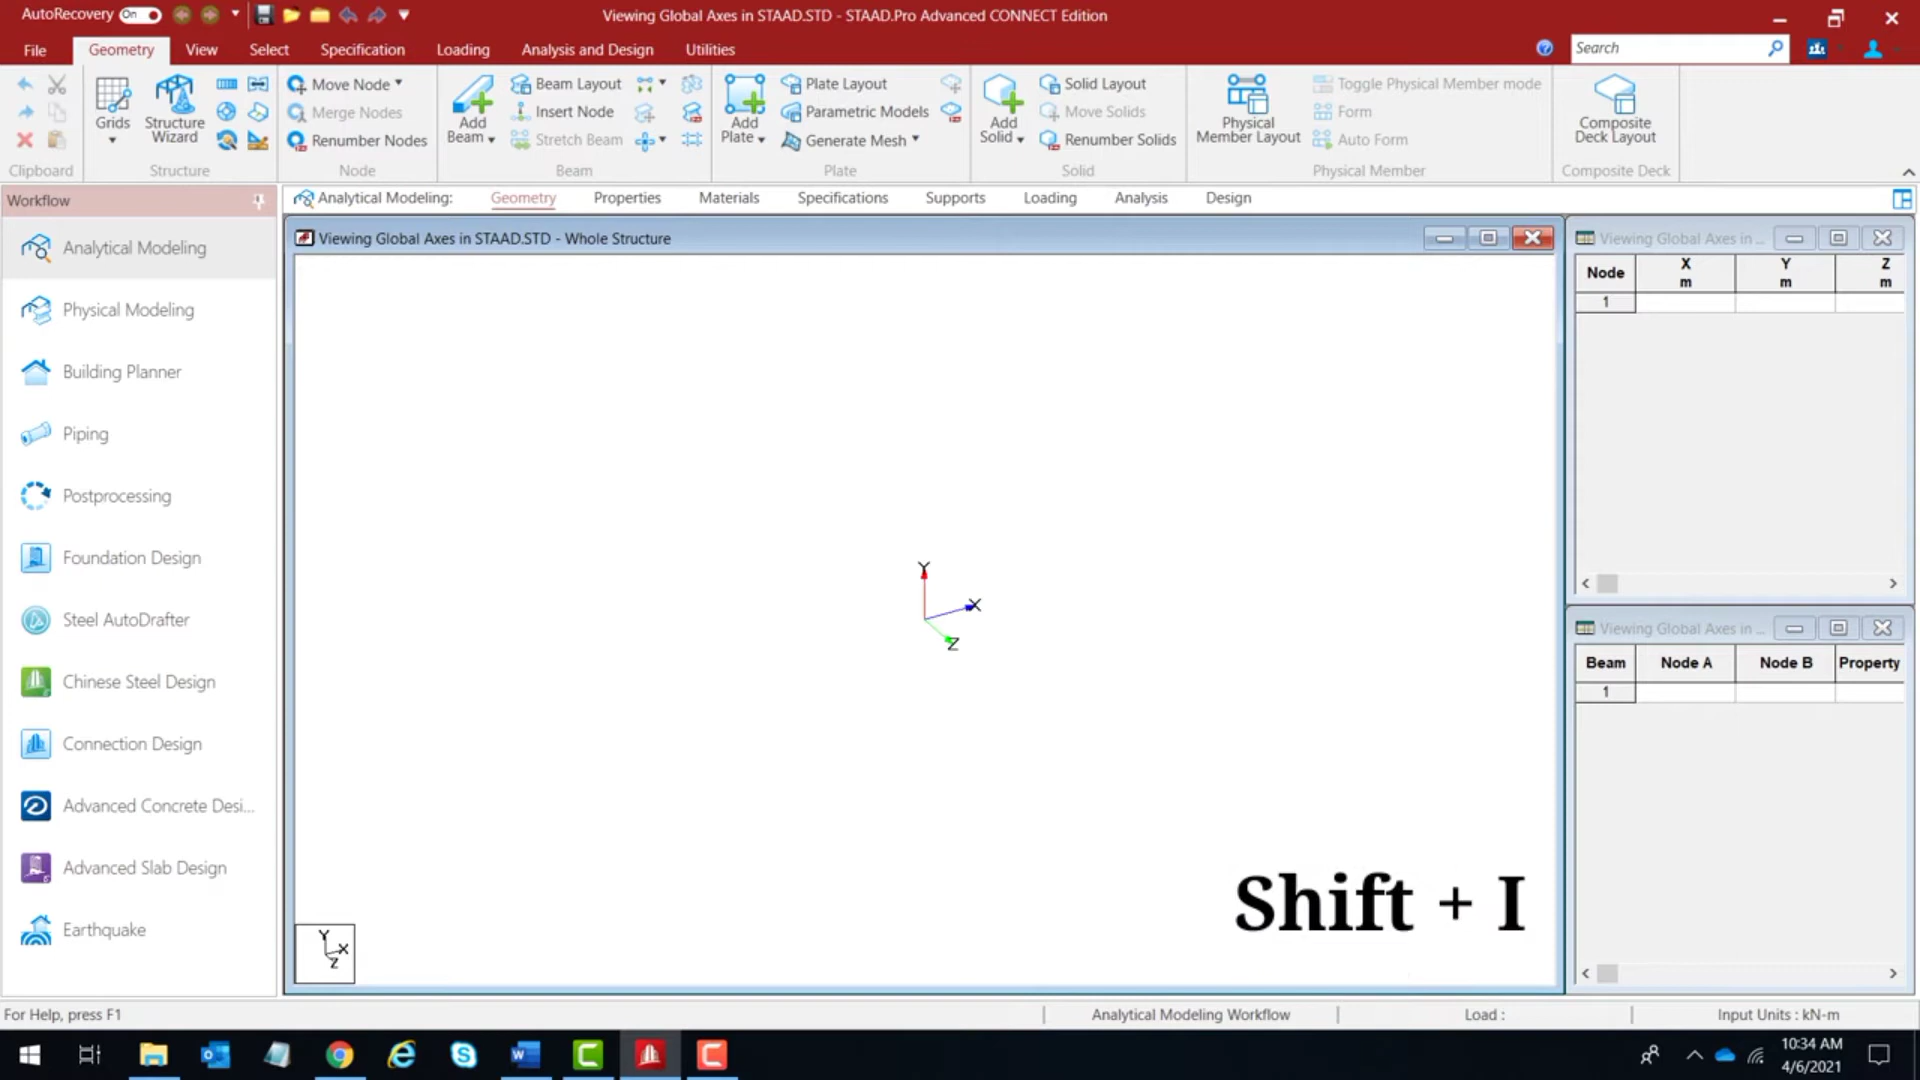 AutoRecovery On
Viewing Global Axes in STAAD.STD - STAAD.Pro Advanced CONNECT Edition
File Geometry View Select Specification Loading Analysis and Design Utilities
Search
Grids
Structure Wizard
Move Node
Merge Nodes
Renumber Nodes
Add Beam
Beam Layout
Insert Node
Stretch Beam
Add Plate
Plate Layout
Parametric Models
Generate Mesh
Add Solid
Solid Layout
Move Solids
Renumber Solids
Physical Member Layout
Toggle Physical Member mode
Form
Auto Form
Composite Deck Layout
Clipboard Structure Node Beam Plate Solid Physical Member Composite Deck
Workflow
Analytical Modeling: Geometry Properties Materials Specifications Supports Loading Analysis Design
Analytical Modeling
Physical Modeling
Building Planner
Piping
Postprocessing
Foundation Design
Steel AutoDrafter
Chinese Steel Design
Connection Design
Advanced Concrete Desi...
Advanced Slab Design
Earthquake
Viewing Global Axes in STAAD.STD - Whole Structure
Y
X
Z
Shift + I
Y
X
Z
Viewing Global Axes in ...
Node X m Y m Z m
1
Viewing Global Axes in ...
Beam Node A Node B Property
1
For Help, press F1
Analytical Modeling Workflow
Load :
Input Units : kN-m
10:34 AM
4/6/2021